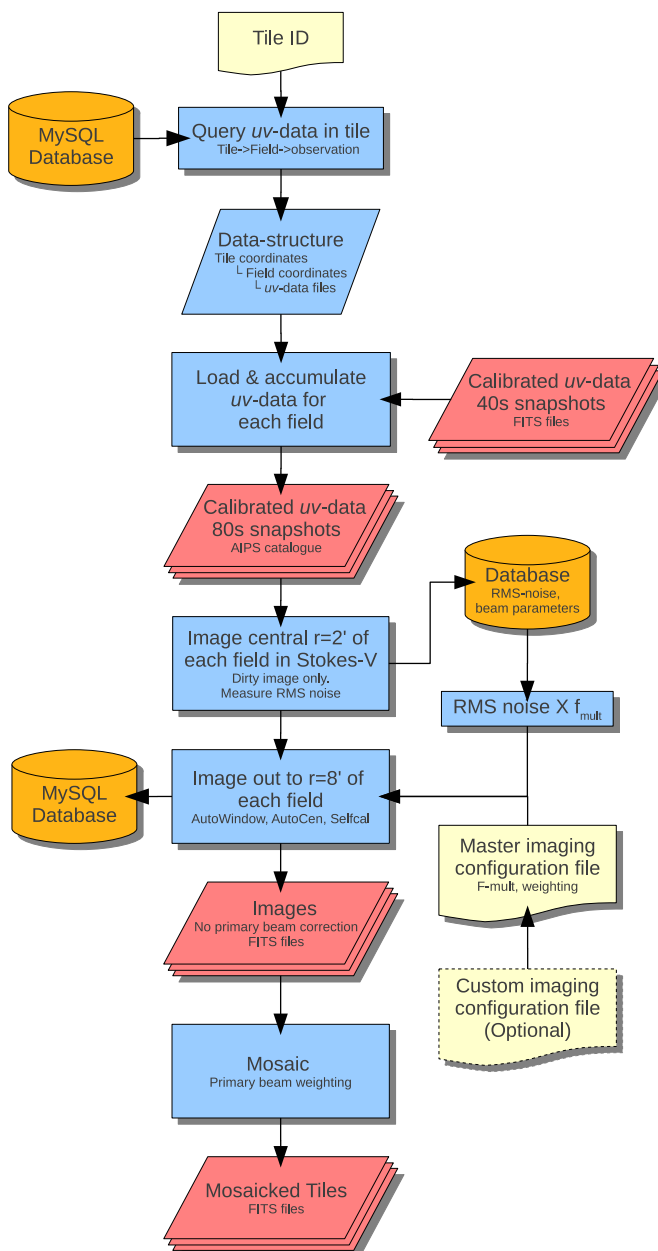 Tile ID
MySQL
Database
Query uv-data in tile
Tile->Field->observation
Data-structure
Tile coordinates
└ Field coordinates
└ uv-data files
Load & accumulate
uv-data for
each field
Calibrated uv-data
40s snapshots
FITS files
Calibrated uv-data
80s snapshots
AIPS catalogue
Database
RMS-noise,
beam parameters
Image central r=2' of
each field in Stokes-V
Dirty image only.
Measure RMS noise
RMS noise X fmult
MySQL
Database
Image out to r=8' of
each field
AutoWindow, AutoCen, Selfcal
Master imaging
configuration file
F-mult, weighting
Images
No primary beam correction
FITS files
Custom imaging
configuration file
(Optional)
Mosaic
Primary beam weighting
Mosaicked Tiles
FITS files